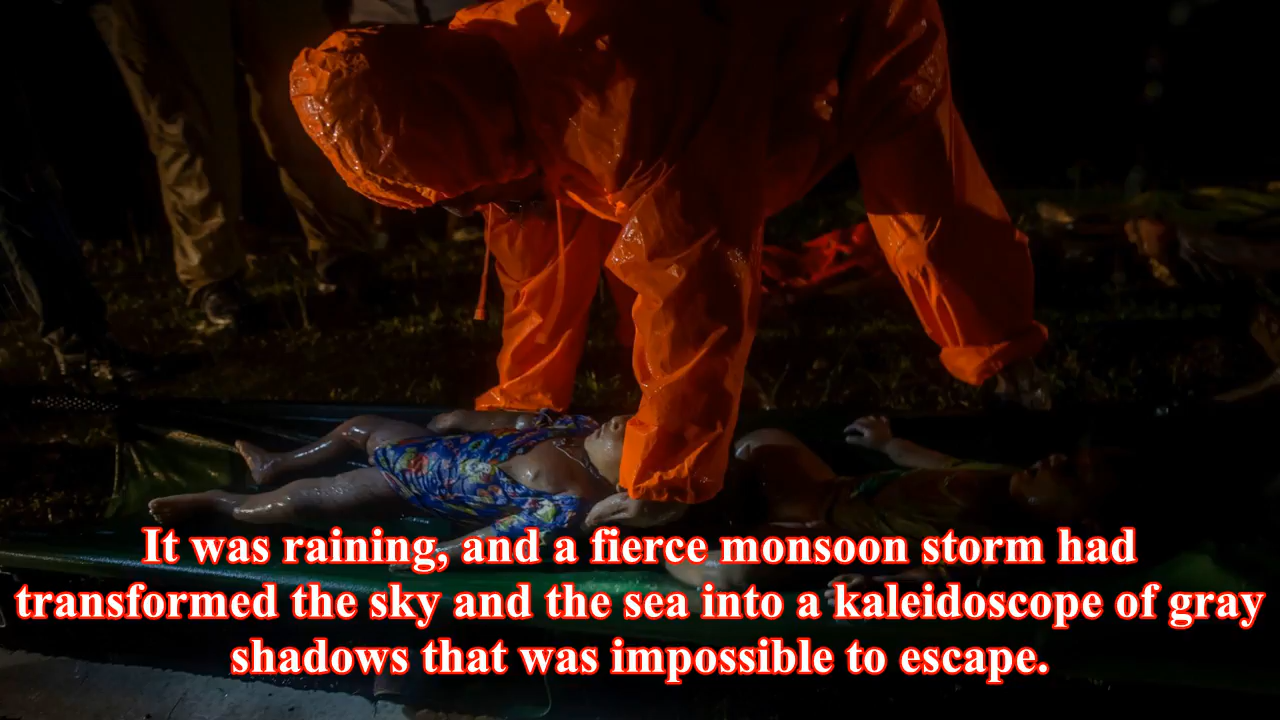 It was raining, and a fierce monsoon storm had
transformed the sky and the sea into a kaleidoscope of gray
shadows that was impossible to escape.